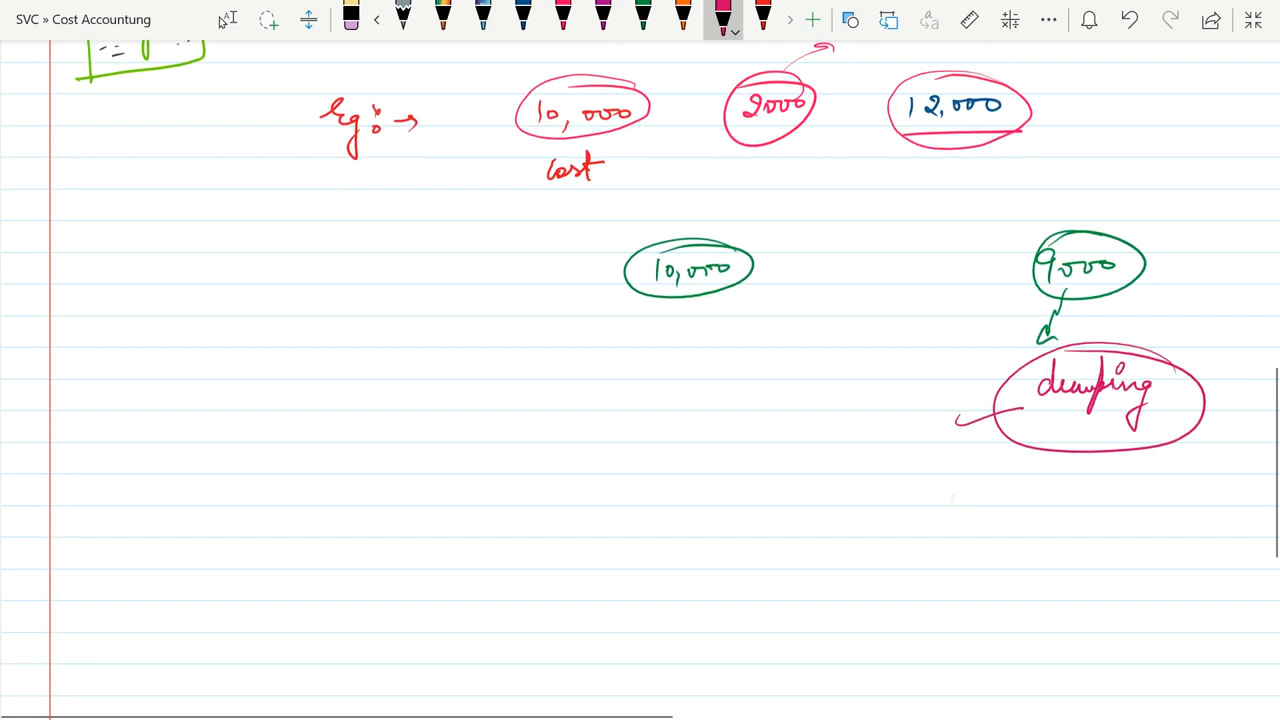 SVC » Cost Accountung
Eg: → 10,000 2000 12,000
cost
10,000 9000
dumping